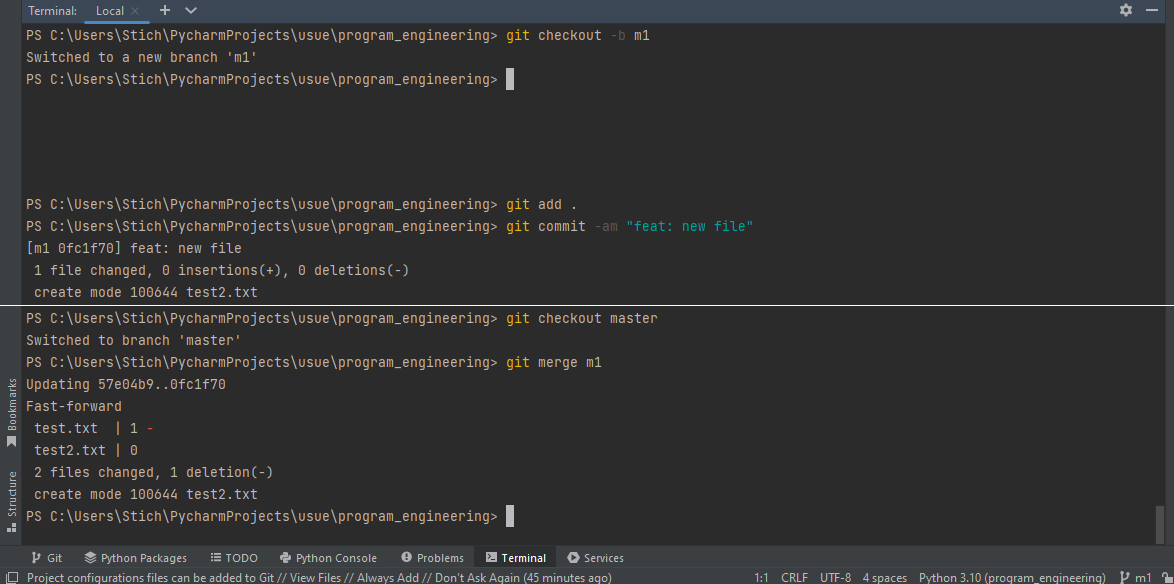 Terminal: Local × + 
PS C:\Users\Stich\PycharmProjects\usue\program_engineering> git checkout -b m1
Switched to a new branch 'm1'
PS C:\Users\Stich\PycharmProjects\usue\program_engineering>
PS C:\Users\Stich\PycharmProjects\usue\program_engineering> git add .
PS C:\Users\Stich\PycharmProjects\usue\program_engineering> git commit -am "feat: new file"
[m1 0fc1f70] feat: new file
 1 file changed, 0 insertions(+), 0 deletions(-)
 create mode 100644 test2.txt
PS C:\Users\Stich\PycharmProjects\usue\program_engineering> git checkout master
Switched to branch 'master'
PS C:\Users\Stich\PycharmProjects\usue\program_engineering> git merge m1
Updating 57e04b9..0fc1f70
Fast-forward
 test.txt  | 1 -
 test2.txt | 0
 2 files changed, 1 deletion(-)
 create mode 100644 test2.txt
PS C:\Users\Stich\PycharmProjects\usue\program_engineering>
Bookmarks
Structure
Git Python Packages TODO Python Console Problems Terminal Services
Project configurations files can be added to Git // View Files // Always Add // Don't Ask Again (45 minutes ago) 1:1 CRLF UTF-8 4 spaces Python 3.10 (program_engineering) m1